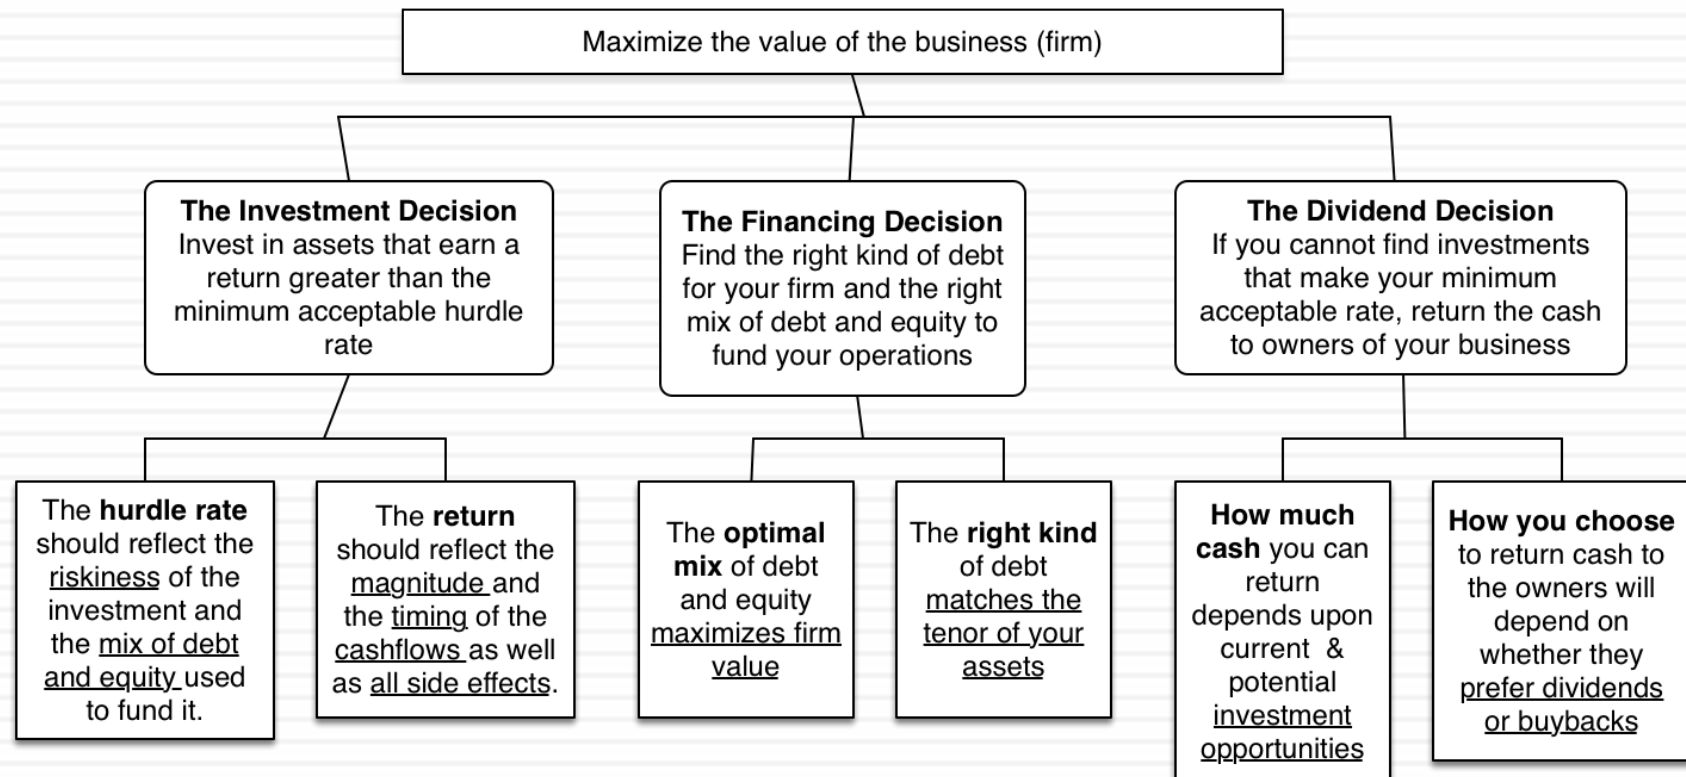 Maximize the value of the business (firm)
The Investment Decision
Invest in assets that earn a
return greater than the
minimum acceptable hurdle
rate
The Financing Decision
Find the right kind of debt
for your firm and the right
mix of debt and equity to
fund your operations
The Dividend Decision
If you cannot find investments
that make your minimum
acceptable rate, return the cash
to owners of your business
The hurdle rate
should reflect the
riskiness of the
investment and
the mix of debt
and equity used
to fund it.
The return
should reflect the
magnitude and
the timing of the
cashflows as well
as all side effects.
The optimal
mix of debt
and equity
maximizes firm
value
The right kind
of debt
matches the
tenor of your
assets
How much
cash you can
return
depends upon
current &
potential
investment
opportunities
How you choose
to return cash to
the owners will
depend on
whether they
prefer dividends
or buybacks